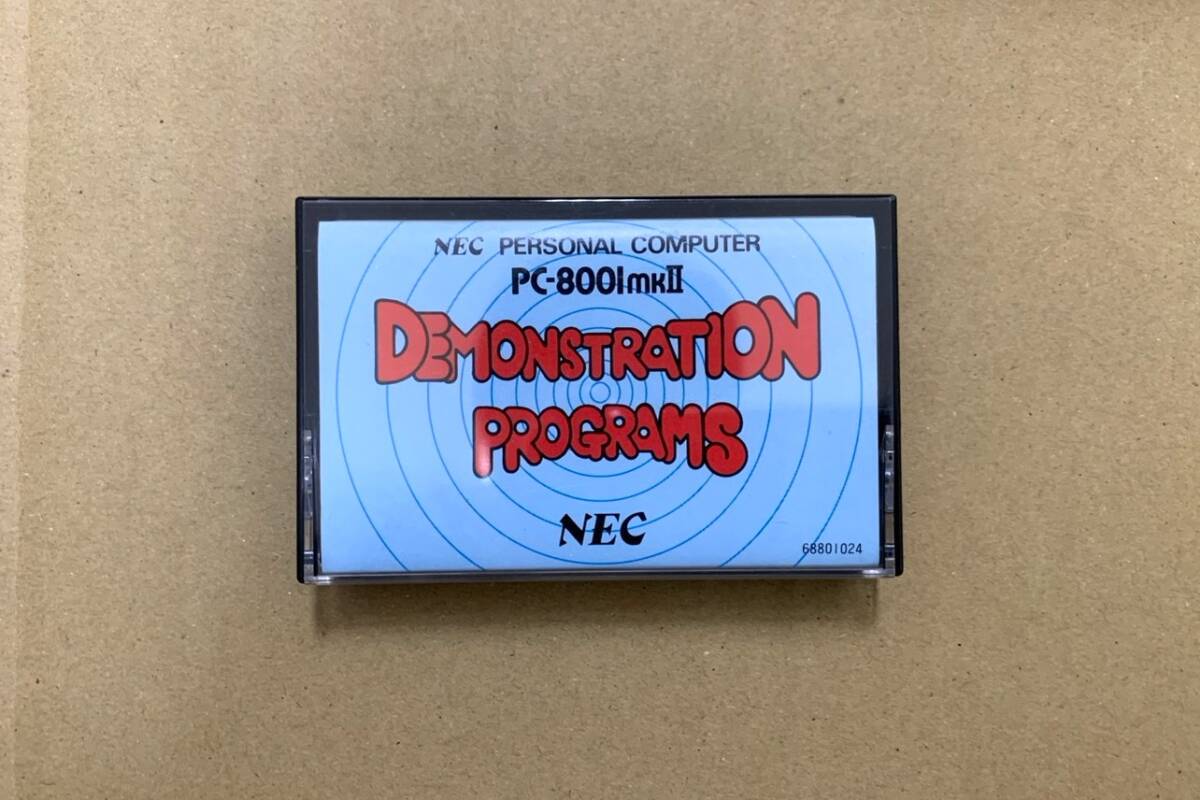 NEC PERSONAL COMPUTER
PC-8001mkII
DEMONSTRATION
PROGRAMS
NEC
68801024